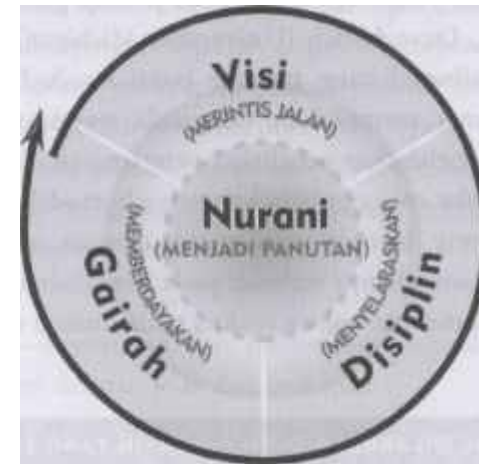 Visi
(MERINTIS JALAN)
Nurani
(MENJADI PANUTAN)
Gairah
(MEMBERDAYAKAN)
Disiplin
(MENYELARASKAN)